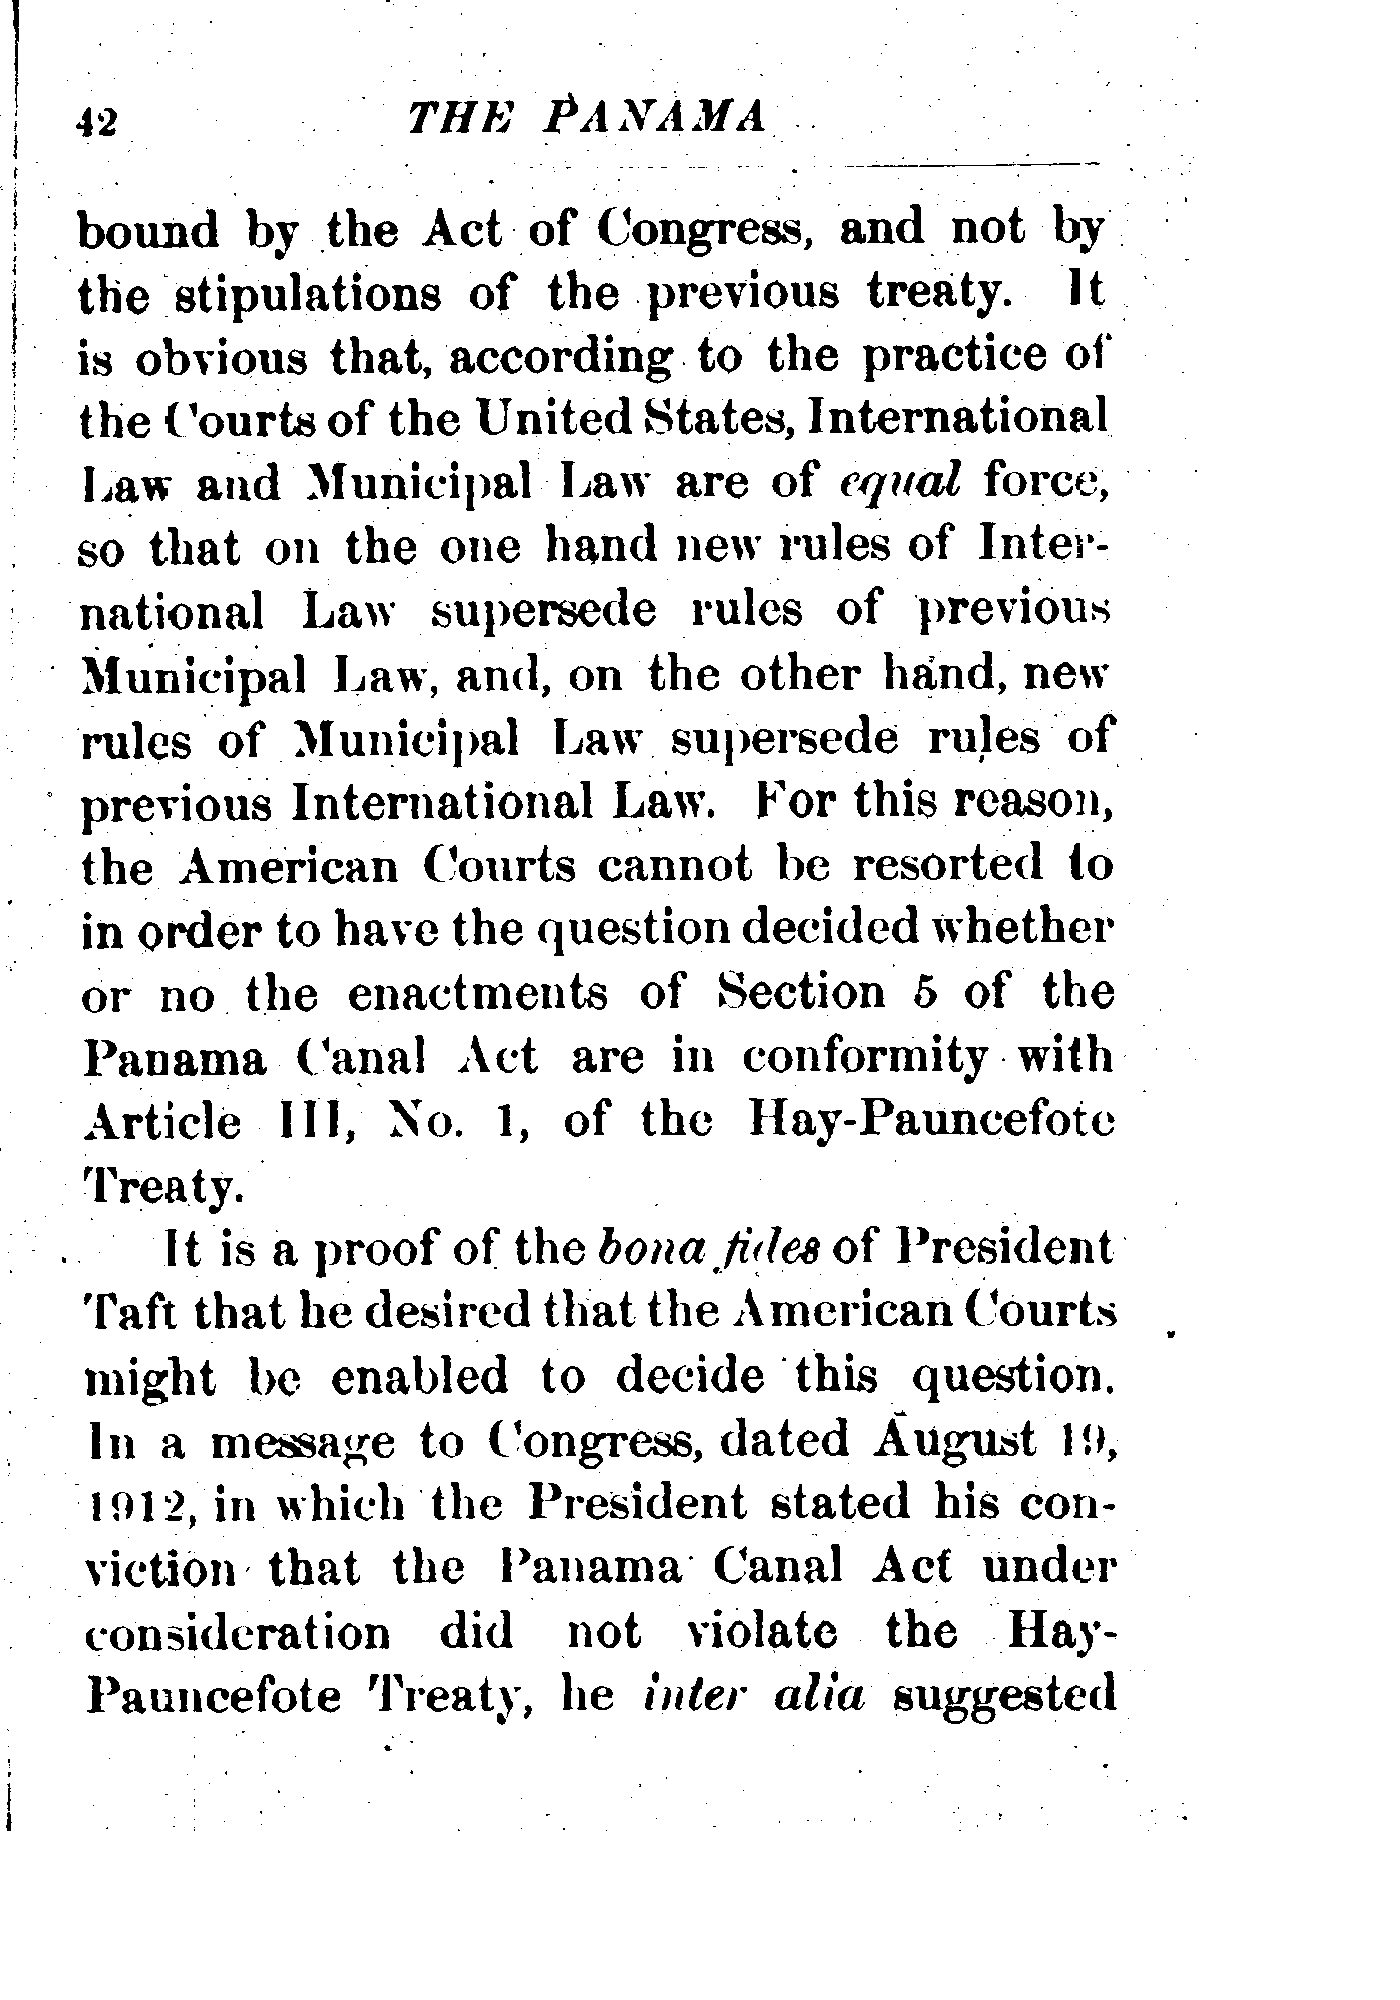 42 THE PANAMA
bound by the Act of Congress, and not by
the stipulations of the previous treaty. It
is obvious that, according to the practice of
the Courts of the United States, International
Law and Municipal Law are of equal force,
so that on the one hand new rules of Inter-
national Law supersede rules of previous
Municipal Law, and, on the other hand, new
rules of Municipal Law supersede rules of
previous International Law. For this reason,
the American Courts cannot be resorted to
in order to have the question decided whether
or no the enactments of Section 5 of the
Panama Canal Act are in conformity with
Article III, No. 1, of the Hay-Pauncefote
Treaty.
It is a proof of the bona fides of President
Taft that he desired that the American Courts
might be enabled to decide this question.
In a message to Congress, dated August 19,
1912, in which the President stated his con-
viction that the Panama Canal Act under
consideration did not violate the Hay-
Pauncefote Treaty, he inter alia suggested